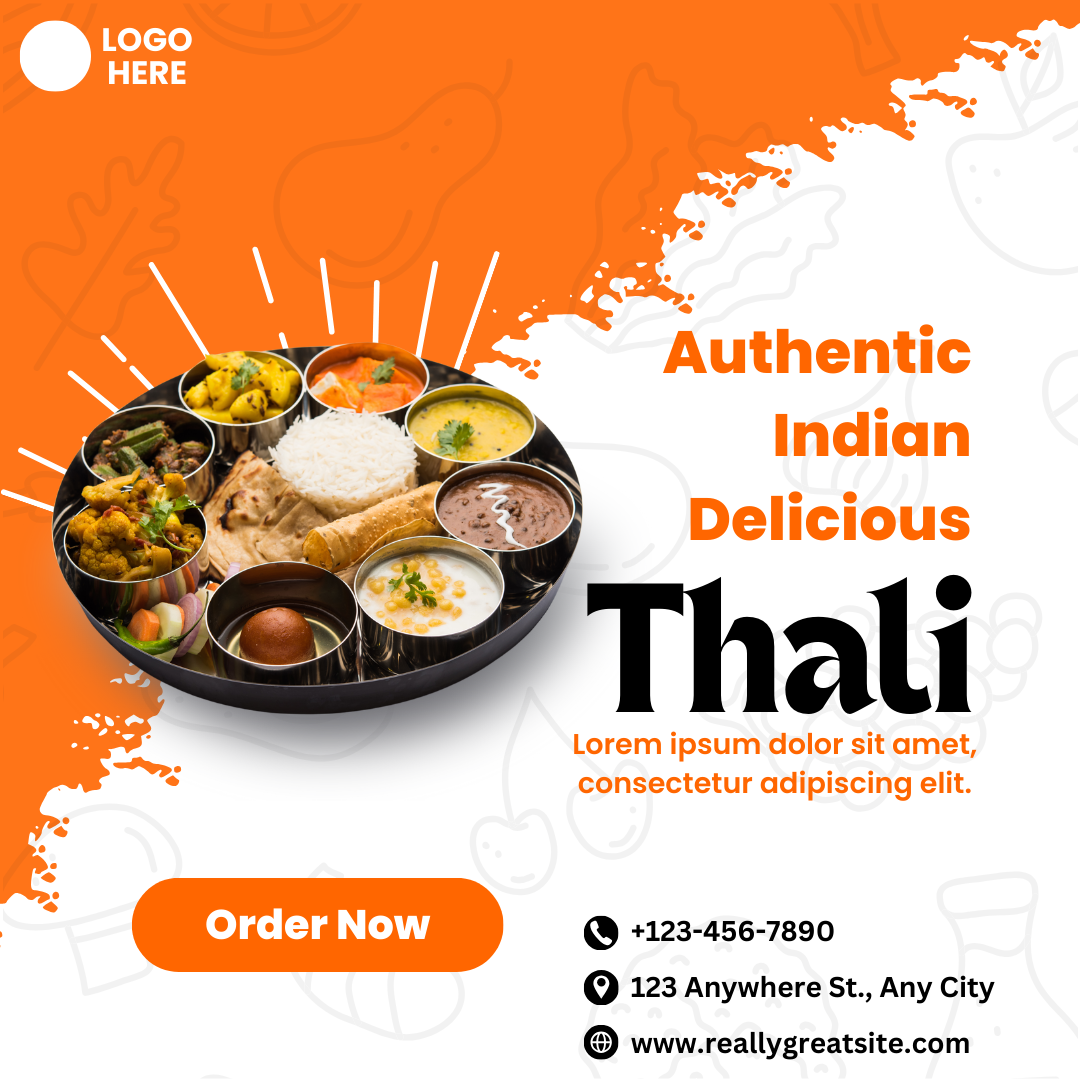 LOGO
HERE
Authentic
Indian
Delicious
Thali
Lorem ipsum dolor sit amet,
consectetur adipiscing elit.
Order Now
+123-456-7890
123 Anywhere St., Any City
www.reallygreatsite.com